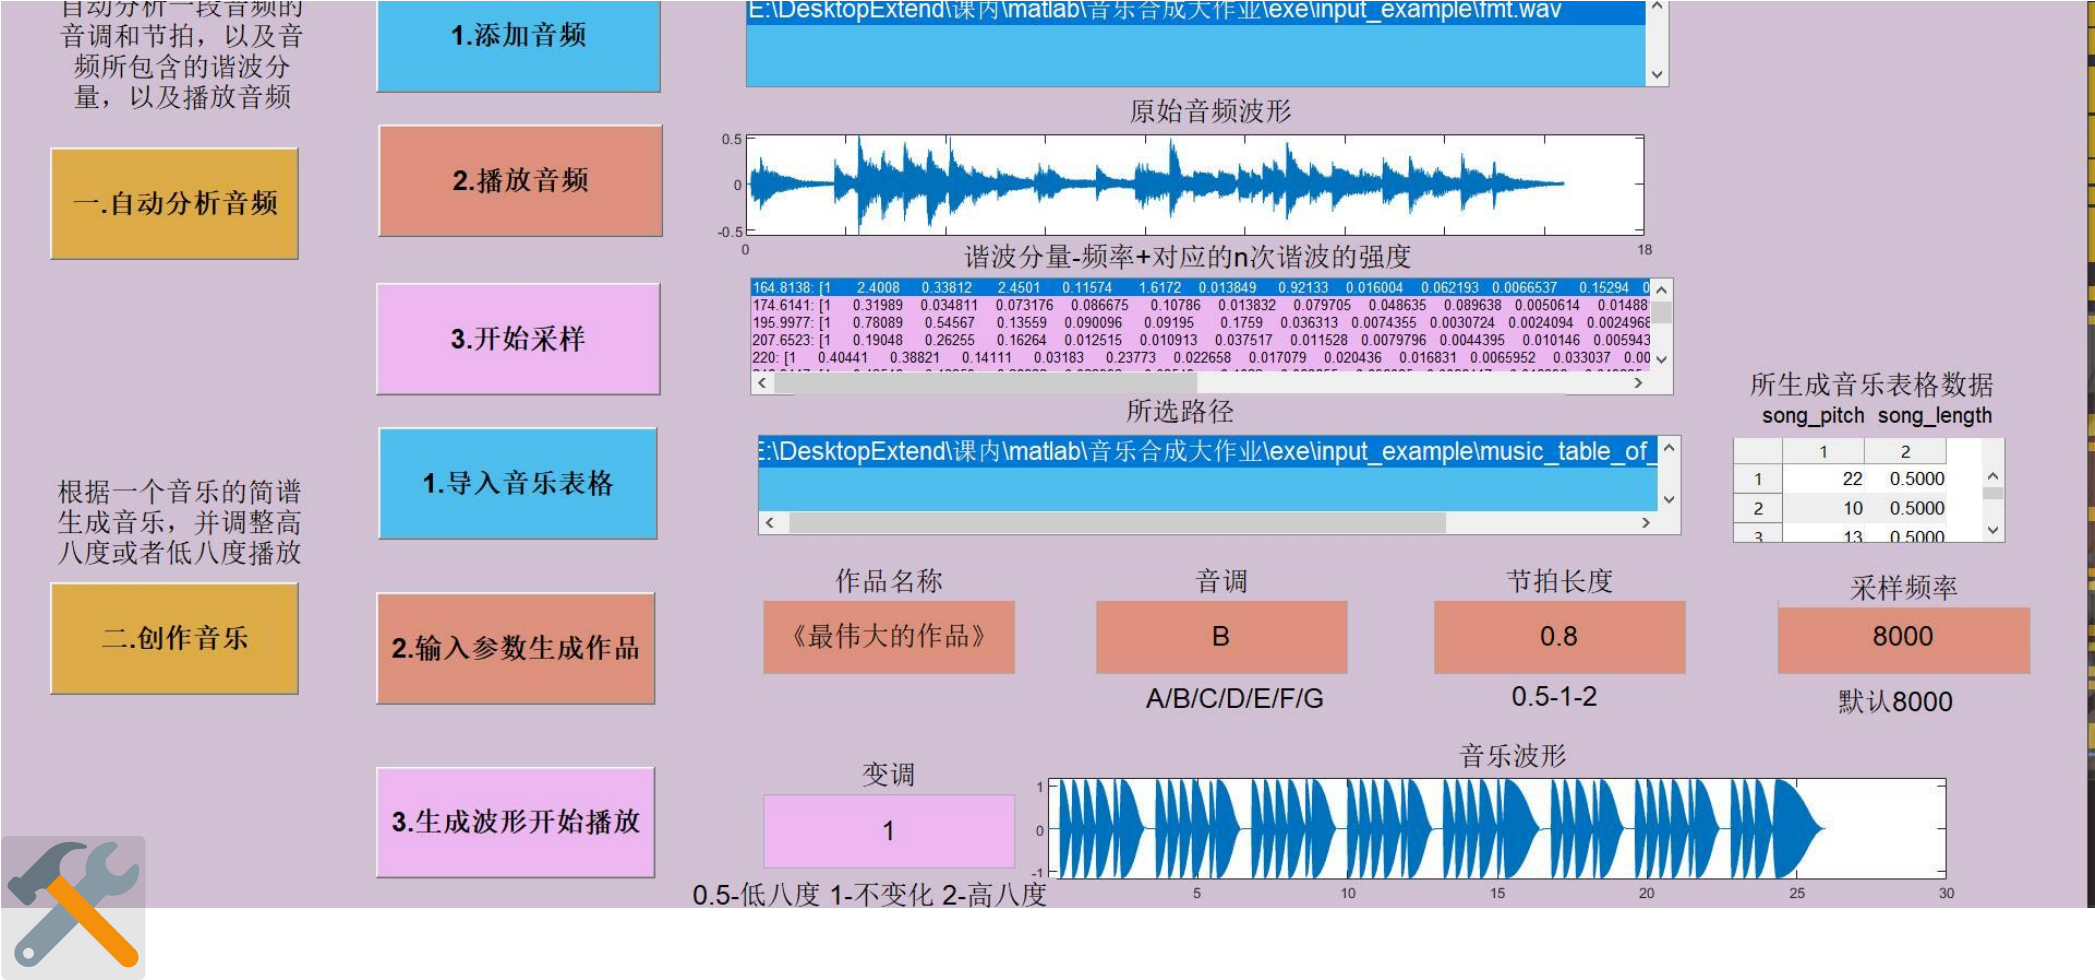 自动分析一段音频的
音调和节拍，以及音
频所包含的谐波分
量，以及播放音频
一.自动分析音频
1.添加音频
2.播放音频
3.开始采样
E:\DesktopExtend\课内\matlab\音乐合成大作业\exe\input_example\fmt.wav
原始音频波形
0.5
0
-0.5
0
18
谐波分量-频率+对应的n次谐波的强度
164.8138: [1 2.4008 0.33812 2.4501 0.11574 1.6172 0.013849 0.92133 0.016004 0.062193 0.0066537 0.15294 0
174.6141: [1 0.31989 0.034811 0.073176 0.086675 0.10786 0.013832 0.079705 0.048635 0.089638 0.0050614 0.01488
195.9977: [1 0.78089 0.54567 0.13559 0.090096 0.09195 0.1759 0.036313 0.0074355 0.0030724 0.0024094 0.0024968
207.6523: [1 0.19048 0.26255 0.16264 0.012515 0.010913 0.037517 0.011528 0.0079796 0.0044395 0.010146 0.005943
220: [1 0.40441 0.38821 0.14111 0.03183 0.23773 0.022658 0.017079 0.020436 0.016831 0.0065952 0.033037 0.00
所选路径
E:\DesktopExtend\课内\matlab\音乐合成大作业\exe\input_example\music_table_of_
所生成音乐表格数据
song_pitch song_length
1 2
1 22 0.5000
2 10 0.5000
3 13 0.5000
根据一个音乐的简谱
生成音乐，并调整高
八度或者低八度播放
二.创作音乐
1.导入音乐表格
2.输入参数生成作品
3.生成波形开始播放
作品名称
《最伟大的作品》
音调
B
A/B/C/D/E/F/G
节拍长度
0.8
0.5-1-2
采样频率
8000
默认8000
变调
1
0.5-低八度 1-不变化 2-高八度
音乐波形
1
0
-1
5 10 15 20 25 30